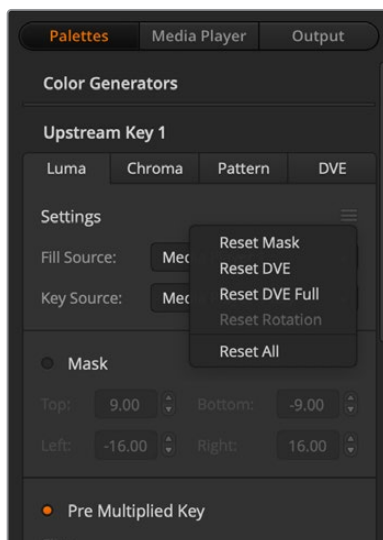 Palettes Media Player Output
Color Generators
Upstream Key 1
Luma Chroma Pattern DVE
Settings
Reset Mask
Fill Source: Med
Reset DVE
Reset DVE Full
Key Source: Med
Reset Rotation
Reset All
Mask
Top: 9.00 Bottom: -9.00
Left: -16.00 Right: 16.00
Pre Multiplied Key